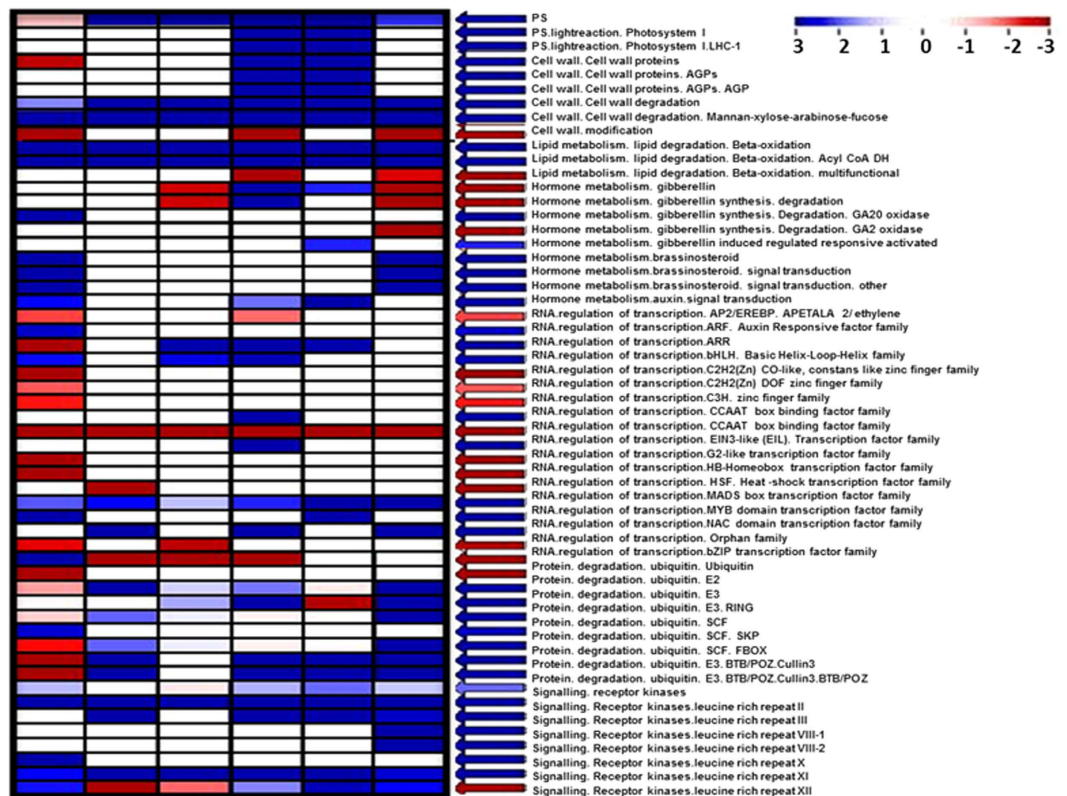 PS
3 2 1 0 -1 -2 -3
PS.lightreaction. Photosystem I
PS.lightreaction. Photosystem I.LHC-1
Cell wall. Cell wall proteins
Cell wall. Cell wall proteins. AGPs
Cell wall. Cell wall proteins. AGPs. AGP
Cell wall. Cell wall degradation
Cell wall. Cell wall degradation. Mannan-xylose-arabinose-fucose
Cell wall. modification
Lipid metabolism. lipid degradation. Beta-oxidation
Lipid metabolism. lipid degradation. Beta-oxidation. Acyl CoA DH
Lipid metabolism. lipid degradation. Beta-oxidation. multifunctional
Hormone metabolism. gibberellin
Hormone metabolism. gibberellin synthesis. degradation
Hormone metabolism. gibberellin synthesis. Degradation. GA20 oxidase
Hormone metabolism. gibberellin synthesis. Degradation. GA2 oxidase
Hormone metabolism. gibberellin induced regulated responsive activated
Hormone metabolism.brassinosteroid
Hormone metabolism.brassinosteroid. signal transduction
Hormone metabolism.brassinosteroid. signal transduction. other
Hormone metabolism.auxin.signal transduction
RNA.regulation of transcription. AP2/EREBP. APETALA 2/ ethylene
RNA.regulation of transcription.ARF. Auxin Responsive factor family
RNA.regulation of transcription.ARR
RNA.regulation of transcription.bHLH. Basic Helix-Loop-Helix family
RNA.regulation of transcription.C2H2(Zn) CO-like, constans like zinc finger family
RNA.regulation of transcription.C2H2(Zn) DOF zinc finger family
RNA.regulation of transcription.C3H. zinc finger family
RNA.regulation of transcription. CCAAT box binding factor family
RNA.regulation of transcription. CCAAT box binding factor family
RNA.regulation of transcription. EIN3-like (EIL). Transcription factor family
RNA.regulation of transcription.G2-like transcription factor family
RNA.regulation of transcription.HB-Homeobox transcription factor family
RNA.regulation of transcription. HSF. Heat -shock transcription factor family
RNA.regulation of transcription.MADS box transcription factor family
RNA.regulation of transcription.MYB domain transcription factor family
RNA.regulation of transcription.NAC domain transcription factor family
RNA.regulation of transcription. Orphan family
RNA.regulation of transcription.bZIP transcription factor family
Protein. degradation. ubiquitin. Ubiquitin
Protein. degradation. ubiquitin. E2
Protein. degradation. ubiquitin. E3
Protein. degradation. ubiquitin. E3. RING
Protein. degradation. ubiquitin. SCF
Protein. degradation. ubiquitin. SCF. SKP
Protein. degradation. ubiquitin. SCF. FBOX
Protein. degradation. ubiquitin. E3. BTB/POZ.Cullin3
Protein. degradation. ubiquitin. E3. BTB/POZ.Cullin3.BTB/POZ
Signalling. receptor kinases
Signalling. Receptor kinases.leucine rich repeat II
Signalling. Receptor kinases.leucine rich repeat III
Signalling. Receptor kinases.leucine rich repeat VIII-1
Signalling. Receptor kinases.leucine rich repeat VIII-2
Signalling. Receptor kinases.leucine rich repeat X
Signalling. Receptor kinases.leucine rich repeat XI
Signalling. Receptor kinases.leucine rich repeat XII